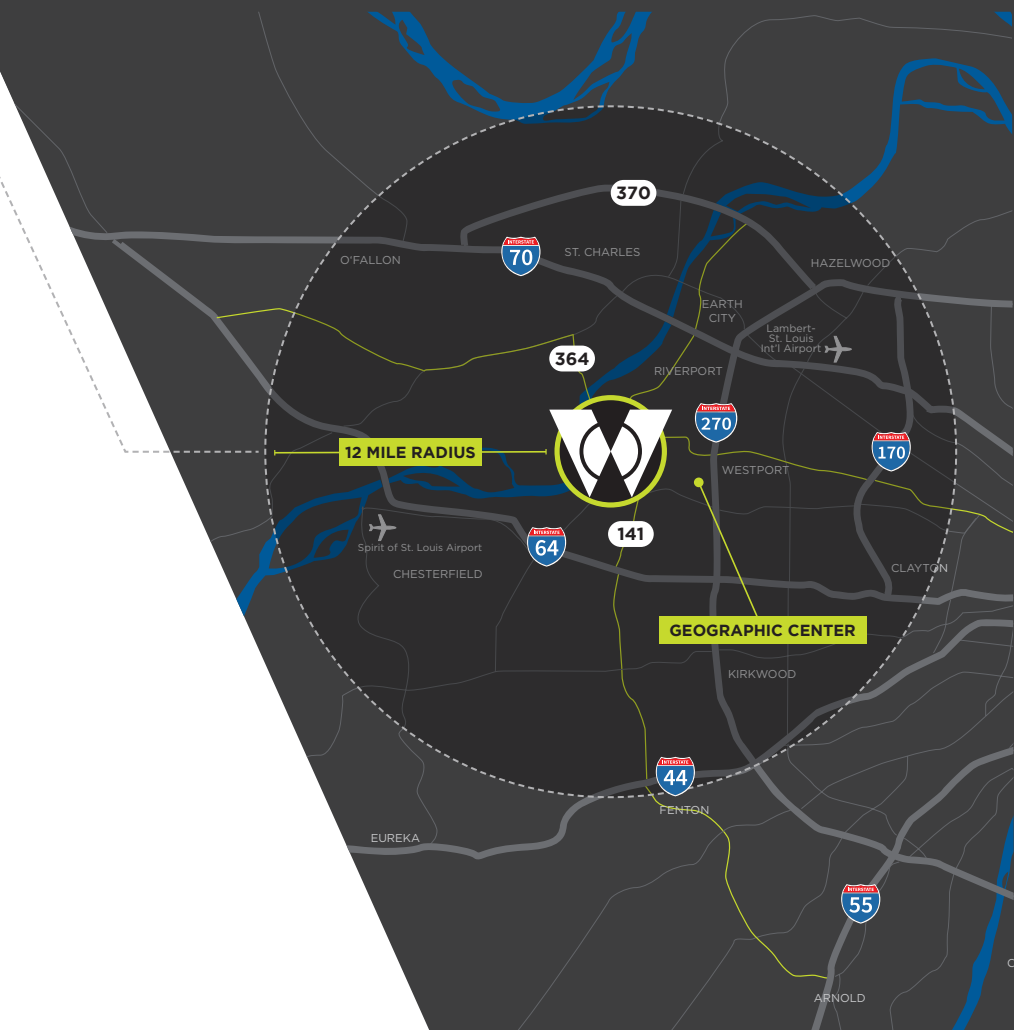 370
INTERSTATE
70
ST. CHARLES
O'FALLON
HAZELWOOD
EARTH
CITY
Lambert-
St. Louis
Int'l Airport
364
RIVERPORT
INTERSTATE
270
INTERSTATE
170
12 MILE RADIUS
WESTPORT
141
INTERSTATE
64
Spirit of St. Louis Airport
CHESTERFIELD
CLAYTON
GEOGRAPHIC CENTER
KIRKWOOD
INTERSTATE
44
FENTON
EUREKA
INTERSTATE
55
ARNOLD